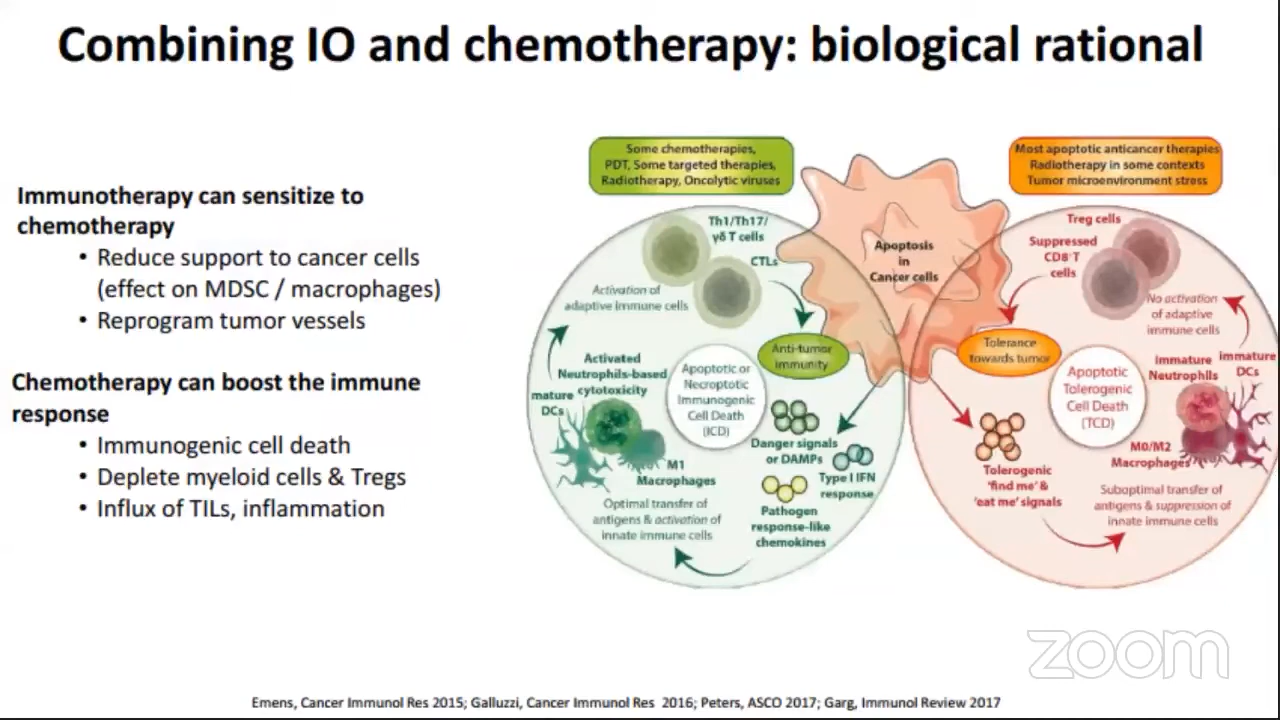 Combining IO and chemotherapy: biological rational
Immunotherapy can sensitize to
chemotherapy
• Reduce support to cancer cells
(effect on MDSC / macrophages)
• Reprogram tumor vessels
Chemotherapy can boost the immune
response
• Immunogenic cell death
• Deplete myeloid cells & Tregs
• Influx of TILs, inflammation
Some chemotherapies,
PDT, Some targeted therapies,
Radiotherapy, Oncolytic viruses
Th1/Th17/
γδ T cells
CTLs
Activation of
adaptive immune cells
Anti-tumor
immunity
Activated
Neutrophils-based
cytotoxicity
mature
DCs
Apoptotic or
Necroptotic
Immunogenic
Cell Death
(ICD)
M1
Macrophages
Danger signals
or DAMPs
Type I IFN
response
Pathogen
response-like
chemokines
Optimal transfer of
antigens & activation of
innate immune cells
Apoptosis
in
Cancer cells
Most apoptotic anticancer therapies
Radiotherapy in some contexts
Tumor microenvironment stress
Treg cells
Suppressed
CD8+T
cells
No activation
of adaptive
immune cells
Tolerance
towards tumor
Immature
Neutrophils
immature
DCs
Apoptotic
Tolerogenic
Cell Death
(TCD)
M0/M2
Macrophages
Tolerogenic
'find me' &
'eat me' signals
Suboptimal transfer of
antigens & suppression of
innate immune cells
zoom
Emens, Cancer Immunol Res 2015; Galluzzi, Cancer Immunol Res 2016; Peters, ASCO 2017; Garg, Immunol Review 2017